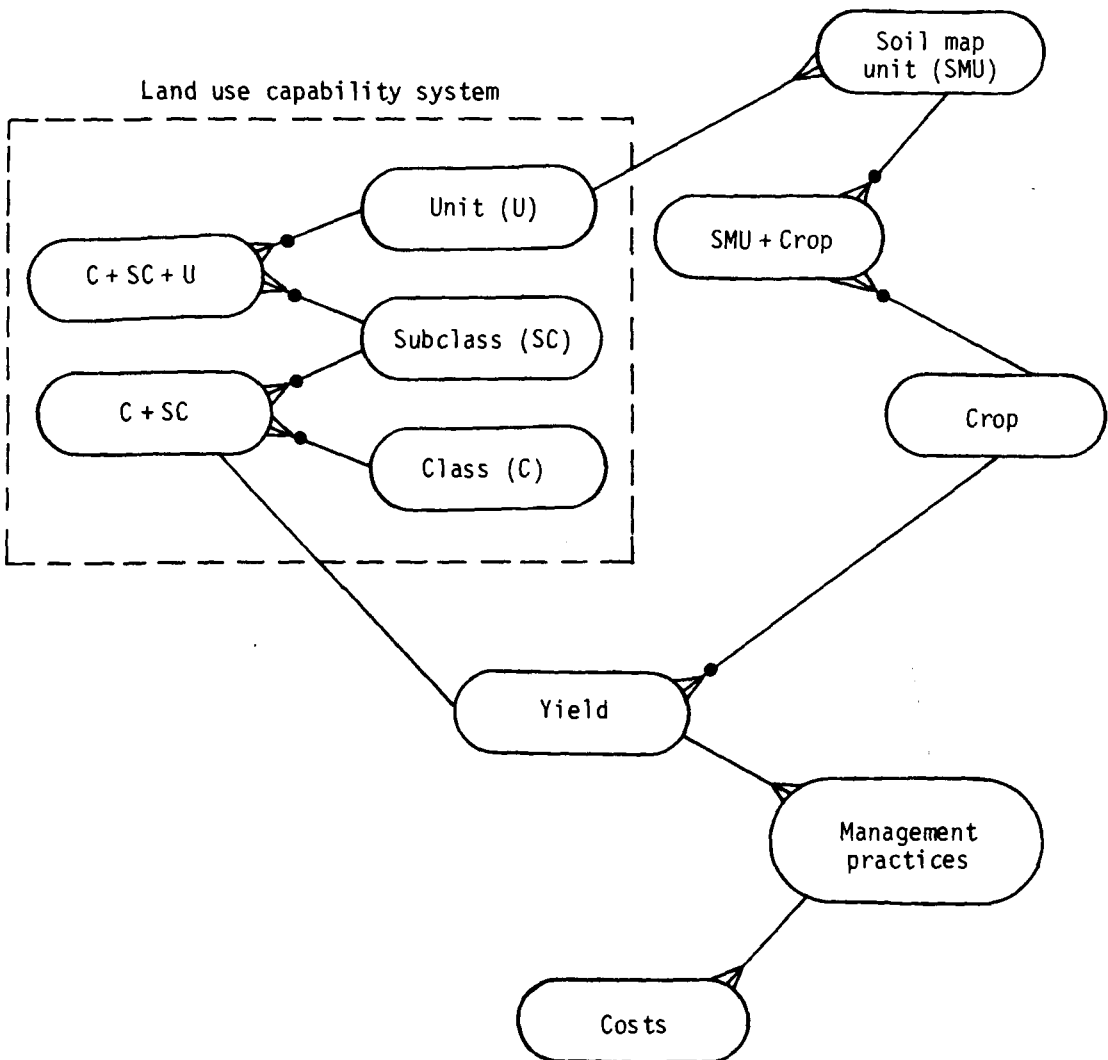 Soil map
unit (SMU)
Land use capability system
Unit (U)
SMU + Crop
C + SC + U
Subclass (SC)
C + SC
Crop
Class (C)
Yield
Management
practices
Costs